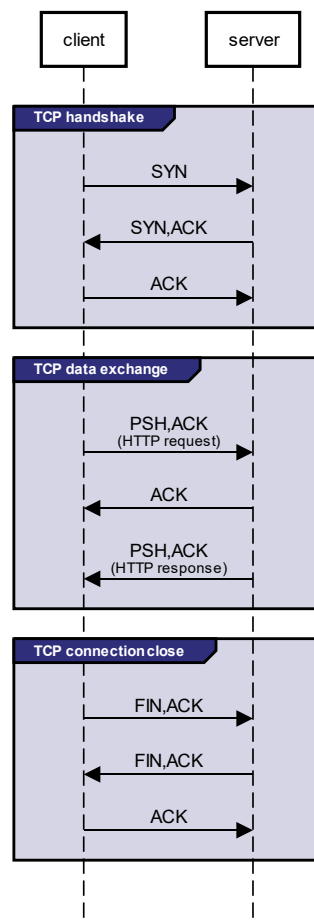 client server
TCP handshake
SYN
SYN,ACK
ACK
TCP data exchange
PSH,ACK
(HTTP request)
ACK
PSH,ACK
(HTTP response)
TCP connection close
FIN,ACK
FIN,ACK
ACK